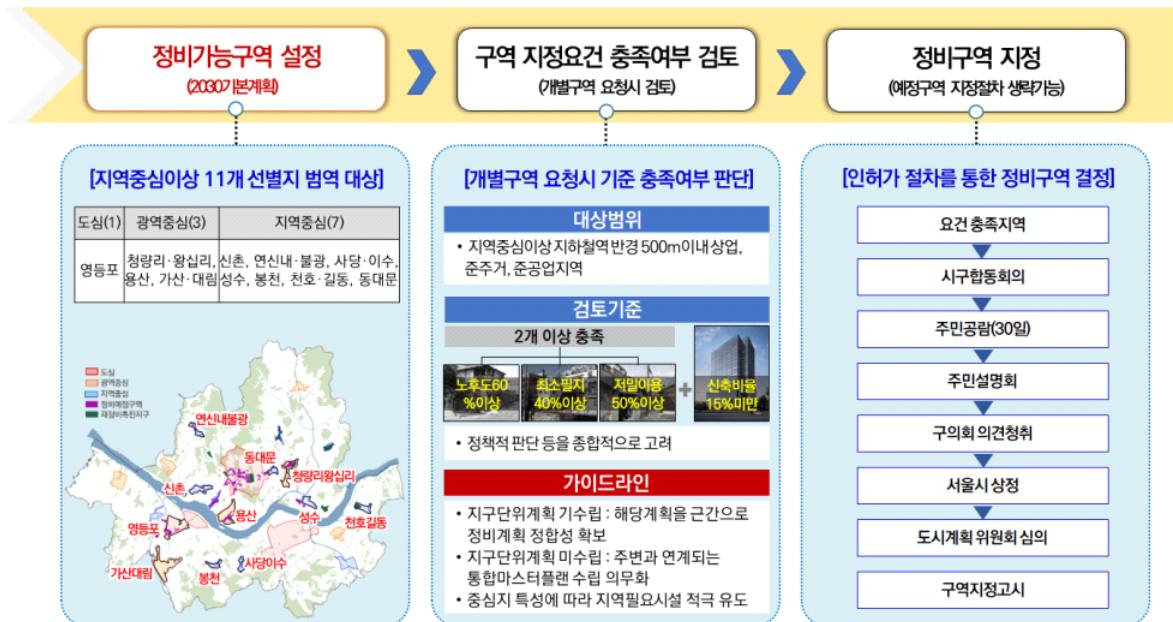 정비가능구역 설정
(2030기본계획)
구역 지정요건 충족여부 검토
(개별구역 요청시 검토)
정비구역 지정
(예정구역 지정절차 생략가능)
[지역중심이상 11개 선별지 범역 대상]
도심(1) 광역중심(3) 지역중심(7)
영등포
청량리·왕십리,
용산, 가산·대림
신촌, 연신내·불광, 사당·이수,
성수, 봉천, 천호·길동, 동대문
도심
광역중심
지역중심
정비예정구역
재정비촉진지구
연신내불광
동대문
청량리왕십리
신촌
용산
성수
천호길동
영등포
사당이수
가산대림
봉천
[개별구역 요청시 기준 충족여부 판단]
대상범위
• 지역중심이상 지하철역 반경 500m이내 상업,
준주거, 준공업지역
검토기준
2개 이상 충족
노후도60
%이상
최소필지
40%이상
저밀이용
50%이상
+
신축비율
15%미만
• 정책적 판단 등을 종합적으로 고려
가이드라인
• 지구단위계획 기수립 : 해당계획을 근간으로
정비계획 정합성 확보
• 지구단위계획 미수립 : 주변과 연계되는
통합마스터플랜 수립 의무화
• 중심지 특성에 따라 지역필요시설 적극 유도
[인허가 절차를 통한 정비구역 결정]
요건 충족지역
시구합동회의
주민공람(30일)
주민설명회
구의회 의견청취
서울시 상정
도시계획 위원회 심의
구역지정고시